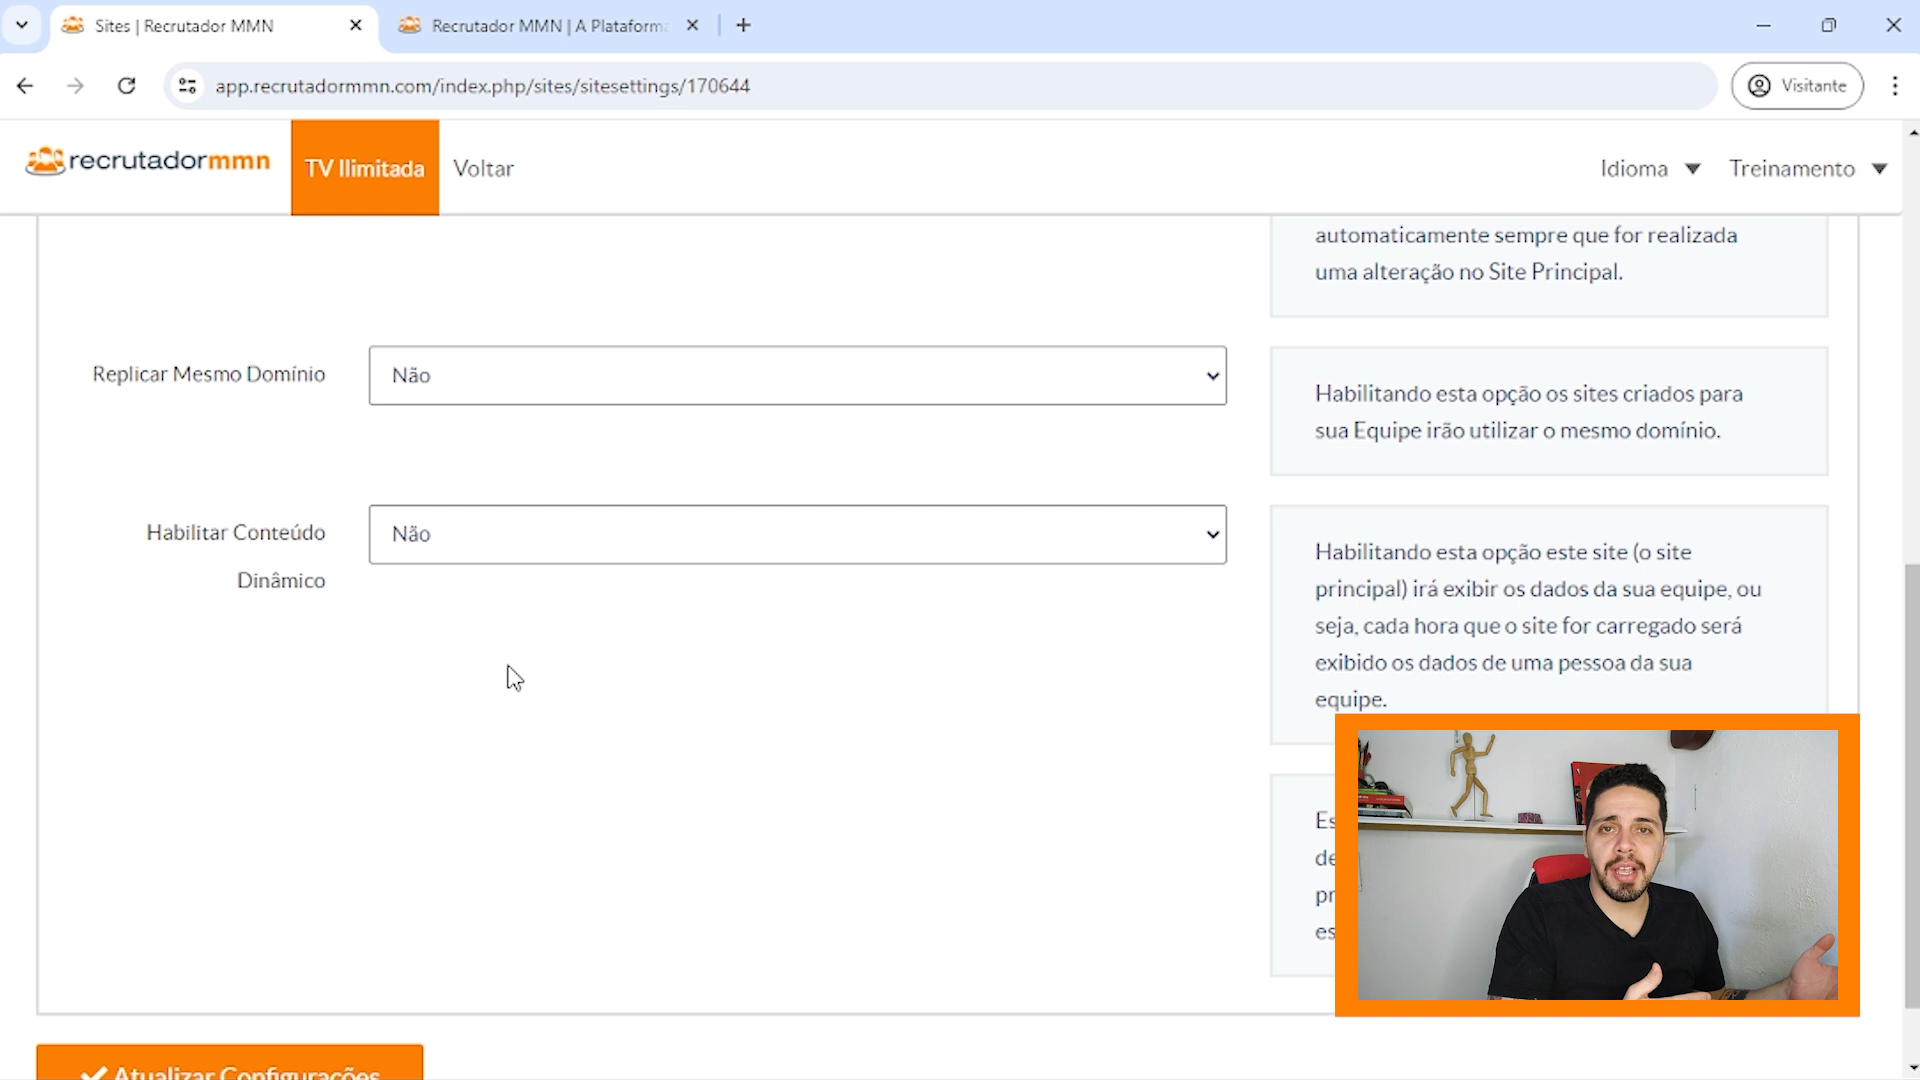 Sites | Recrutador MMN
Recrutador MMN | A Plataforma
app.recrutadormmn.com/index.php/sites/sitesettings/170644
Visitante
recrutadormmn
TV Ilimitada
Voltar
Idioma
Treinamento
automaticamente sempre que for realizada
uma alteração no Site Principal.
Replicar Mesmo Domínio
Não
Habilitando esta opção os sites criados para
sua Equipe irão utilizar o mesmo domínio.
Habilitar Conteúdo
Dinâmico
Não
Habilitando esta opção este site (o site
principal) irá exibir os dados da sua equipe, ou
seja, cada hora que o site for carregado será
exibido os dados de uma pessoa da sua
equipe.
Atualizar Configurações